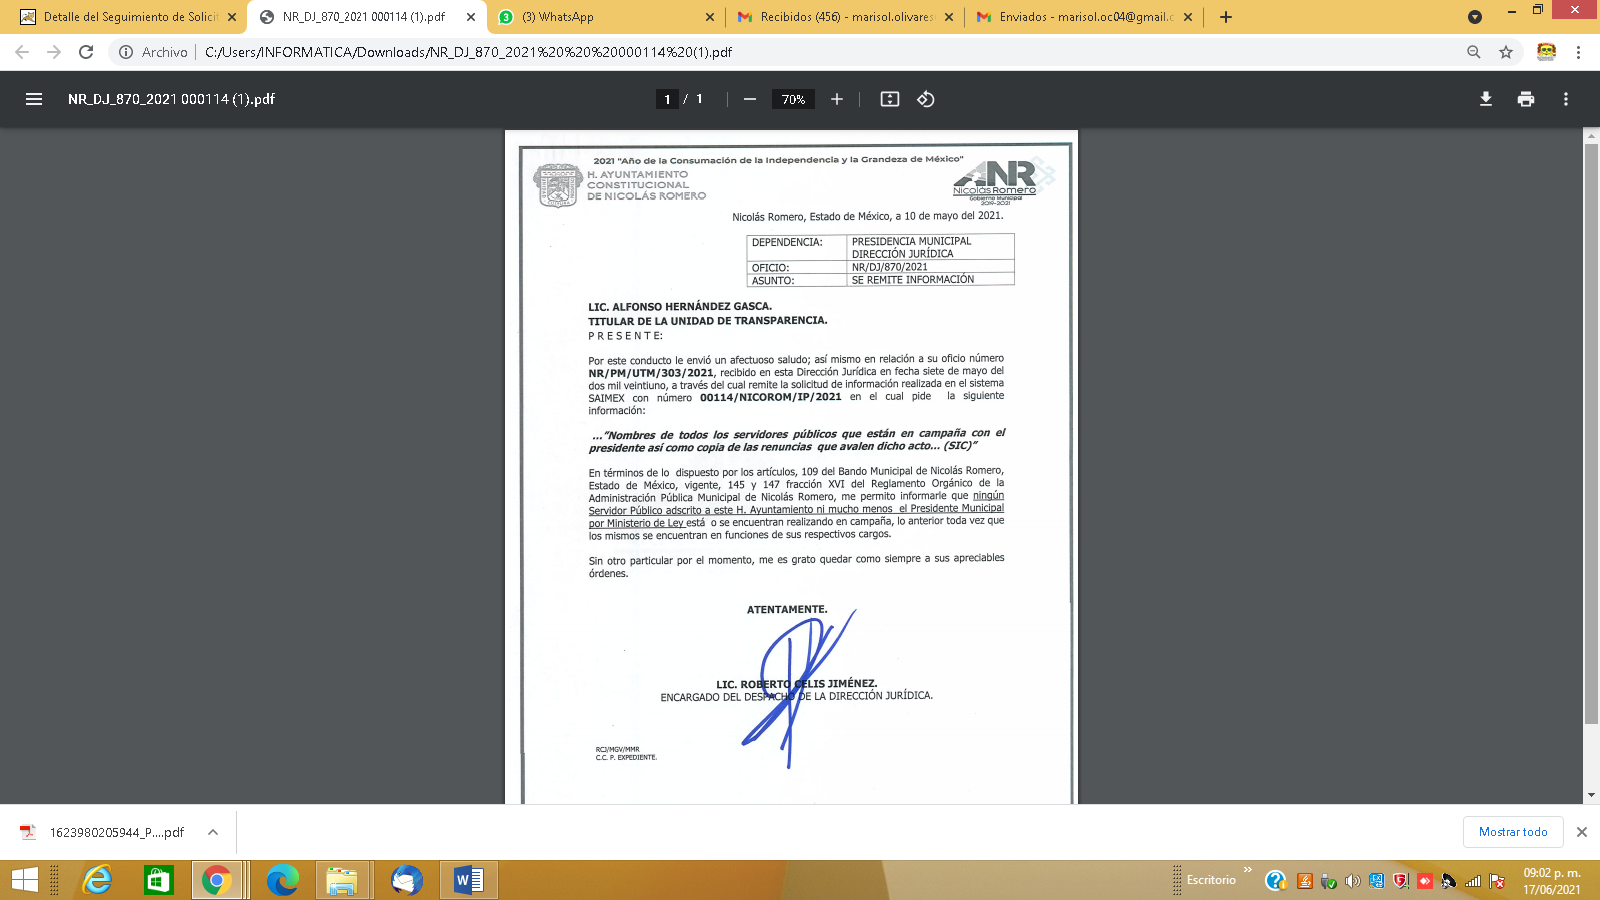 Detalle del Seguimiento de Solicit
NR_DJ_870_2021 000114 (1).pdf
(3) WhatsApp
Recibidos (456) - marisol.olivares
Enviados - marisol.oc04@gmail.c
Archivo
C:/Users/INFORMATICA/Downloads/NR_DJ_870_2021%20%20%20000114%20(1).pdf
NR_DJ_870_2021 000114 (1).pdf
1 / 1
70%
2021 "Año de la Consumación de la Independencia y la Grandeza de México"
H. AYUNTAMIENTO
CONSTITUCIONAL
DE NICOLÁS ROMERO
ANR
Nicolás Romero
Gobierno Municipal
2019-2021
Nicolás Romero, Estado de México, a 10 de mayo del 2021.
DEPENDENCIA: PRESIDENCIA MUNICIPAL
DIRECCIÓN JURÍDICA
OFICIO: NR/DJ/870/2021
ASUNTO: SE REMITE INFORMACIÓN
LIC. ALFONSO HERNÁNDEZ GASCA.
TITULAR DE LA UNIDAD DE TRANSPARENCIA.
P R E S E N T E:
Por este conducto le envió un afectuoso saludo; así mismo en relación a su oficio número
NR/PM/UTM/303/2021, recibido en esta Dirección Jurídica en fecha siete de mayo del
dos mil veintiuno, a través del cual remite la solicitud de información realizada en el sistema
SAIMEX con número 00114/NICOROM/IP/2021 en el cual pide la siguiente
información:
..."Nombres de todos los servidores públicos que están en campaña con el
presidente así como copia de las renuncias que avalen dicho acto... (SIC)"
En términos de lo dispuesto por los artículos, 109 del Bando Municipal de Nicolás Romero,
Estado de México, vigente, 145 y 147 fracción XVI del Reglamento Orgánico de la
Administración Pública Municipal de Nicolás Romero, me permito informarle que ningún
Servidor Público adscrito a este H. Ayuntamiento ni mucho menos el Presidente Municipal
por Ministerio de Ley está o se encuentran realizando en campaña, lo anterior toda vez que
los mismos se encuentran en funciones de sus respectivos cargos.
Sin otro particular por el momento, me es grato quedar como siempre a sus apreciables
órdenes.
ATENTAMENTE.
LIC. ROBERTO CELIS JIMÉNEZ.
ENCARGADO DEL DESPACHO DE LA DIRECCIÓN JURÍDICA.
RCJ/MGV/MMR
C.C. P. EXPEDIENTE.
1623980205944_P....pdf
Mostrar todo
Escritorio
09:02 p. m.
17/06/2021